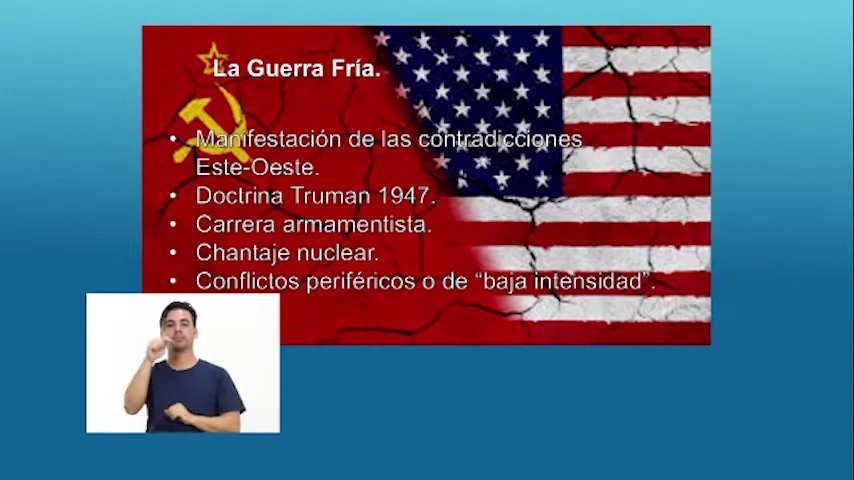 La Guerra Fría.
• Manifestación de las contradicciones
Este-Oeste.
• Doctrina Truman 1947.
• Carrera armamentista.
• Chantaje nuclear.
• Conflictos periféricos o de “baja intensidad”.